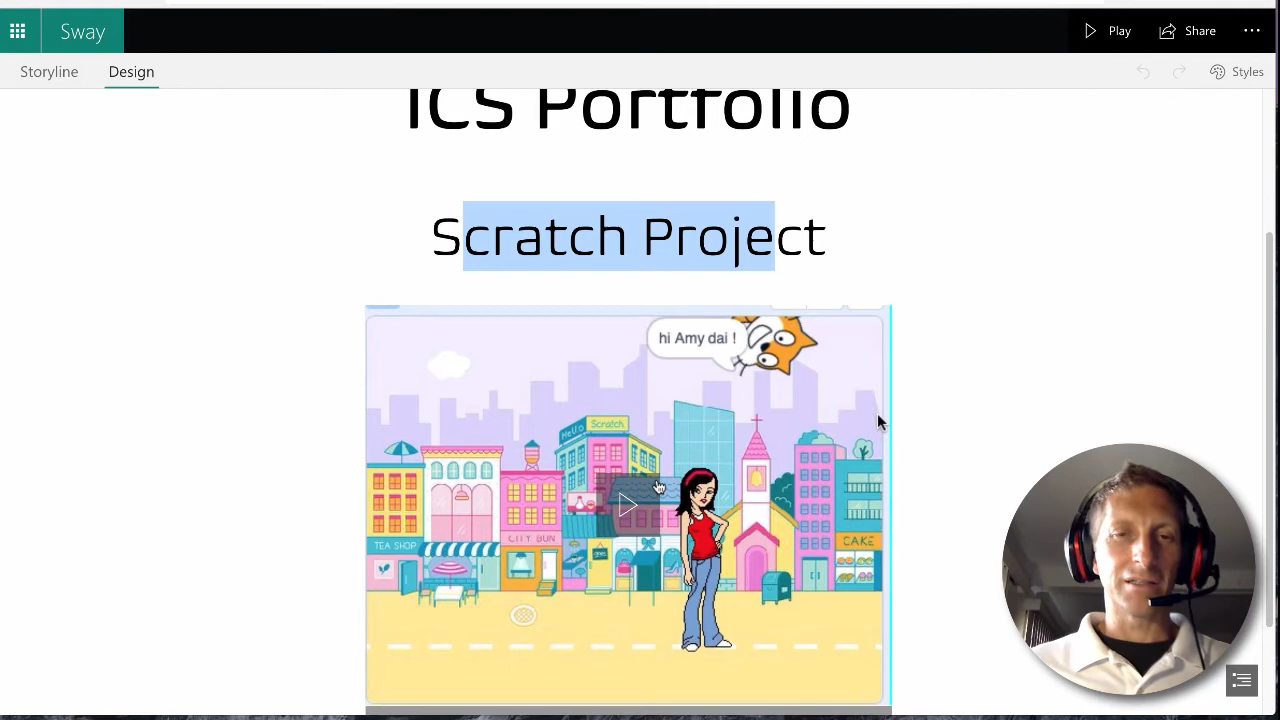 Sway
Play
Share
Storyline
Design
Styles
ICS Portfolio
Scratch Project
hi Amy dai !
Hello Scratch
TEA SHOP
CITY BUN
CAKE